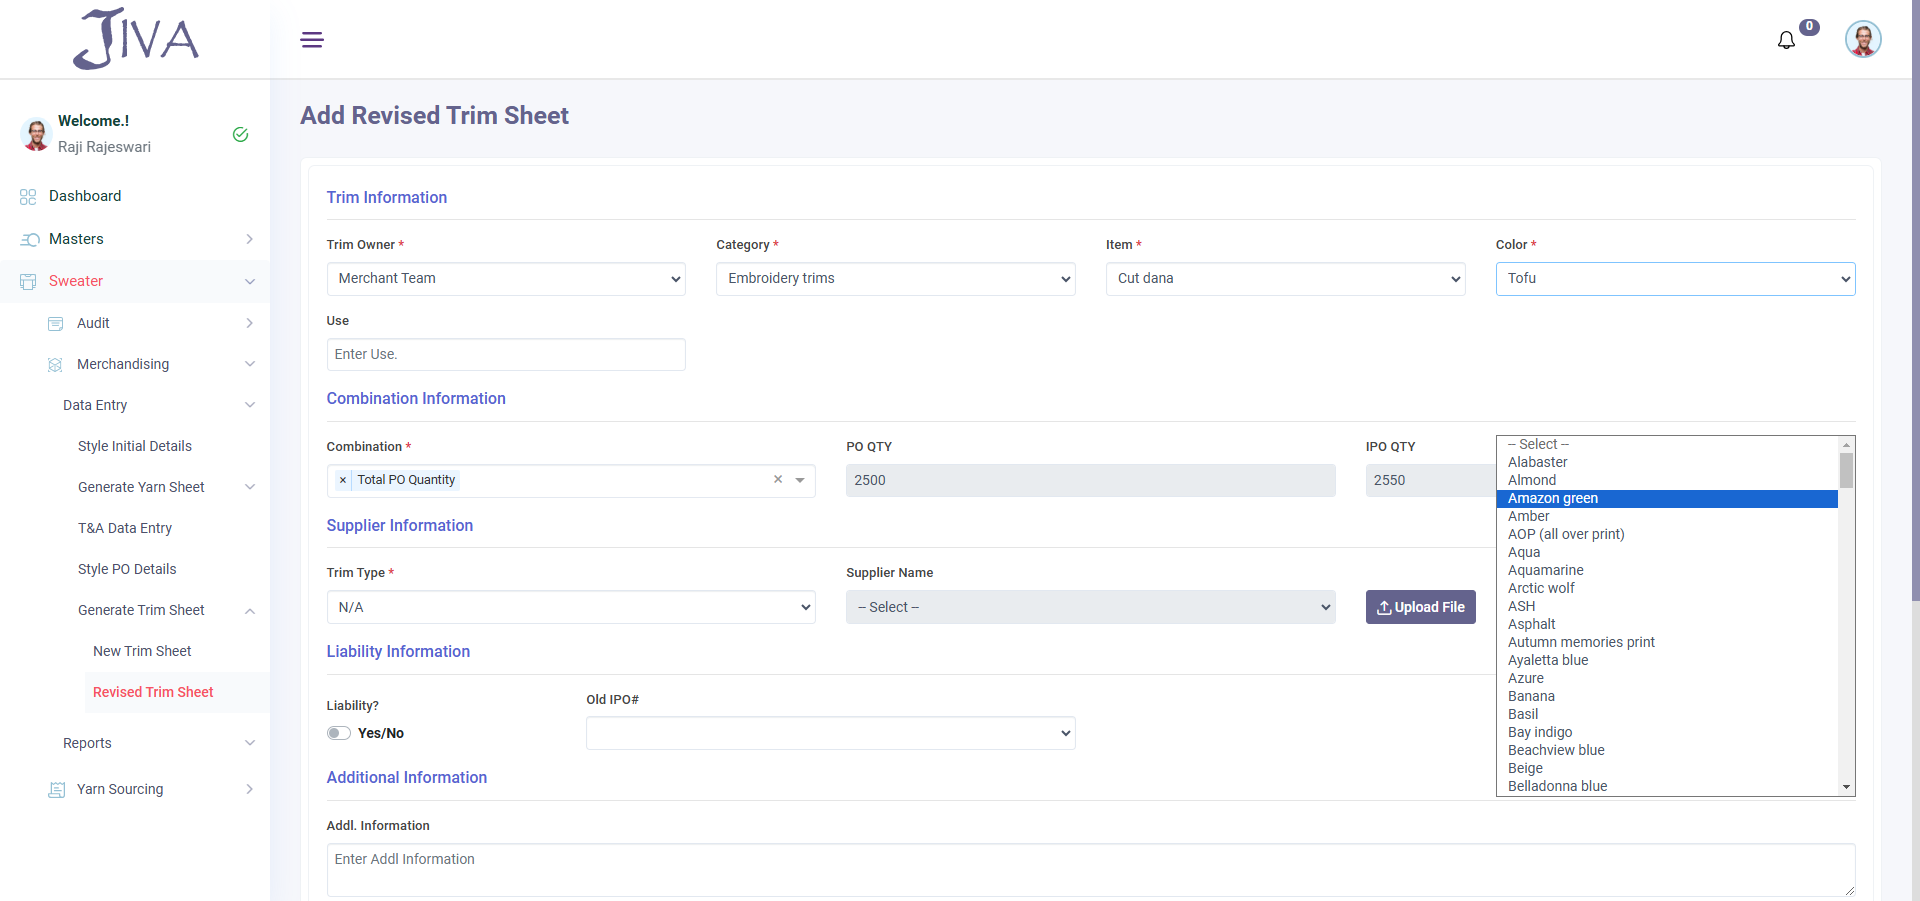 JIVA
0
Welcome.!
Raji Rajeswari
Dashboard
Masters
Sweater
Audit
Merchandising
Data Entry
Style Initial Details
Generate Yarn Sheet
T&A Data Entry
Style PO Details
Generate Trim Sheet
New Trim Sheet
Revised Trim Sheet
Reports
Yarn Sourcing
Add Revised Trim Sheet
Trim Information
Trim Owner * Category * Item * Color *
Merchant Team Embroidery trims Cut dana Tofu
Use
Enter Use.
Combination Information
Combination * PO QTY IPO QTY
× Total PO Quantity × 2500 2550
Supplier Information
Trim Type * Supplier Name
N/A -- Select -- Upload File
Liability Information
Liability? Old IPO#
Yes/No
Additional Information
Addl. Information
Enter Addl Information
-- Select --
Alabaster
Almond
Amazon green
Amber
AOP (all over print)
Aqua
Aquamarine
Arctic wolf
ASH
Asphalt
Autumn memories print
Ayaletta blue
Azure
Banana
Basil
Bay indigo
Beachview blue
Beige
Belladonna blue